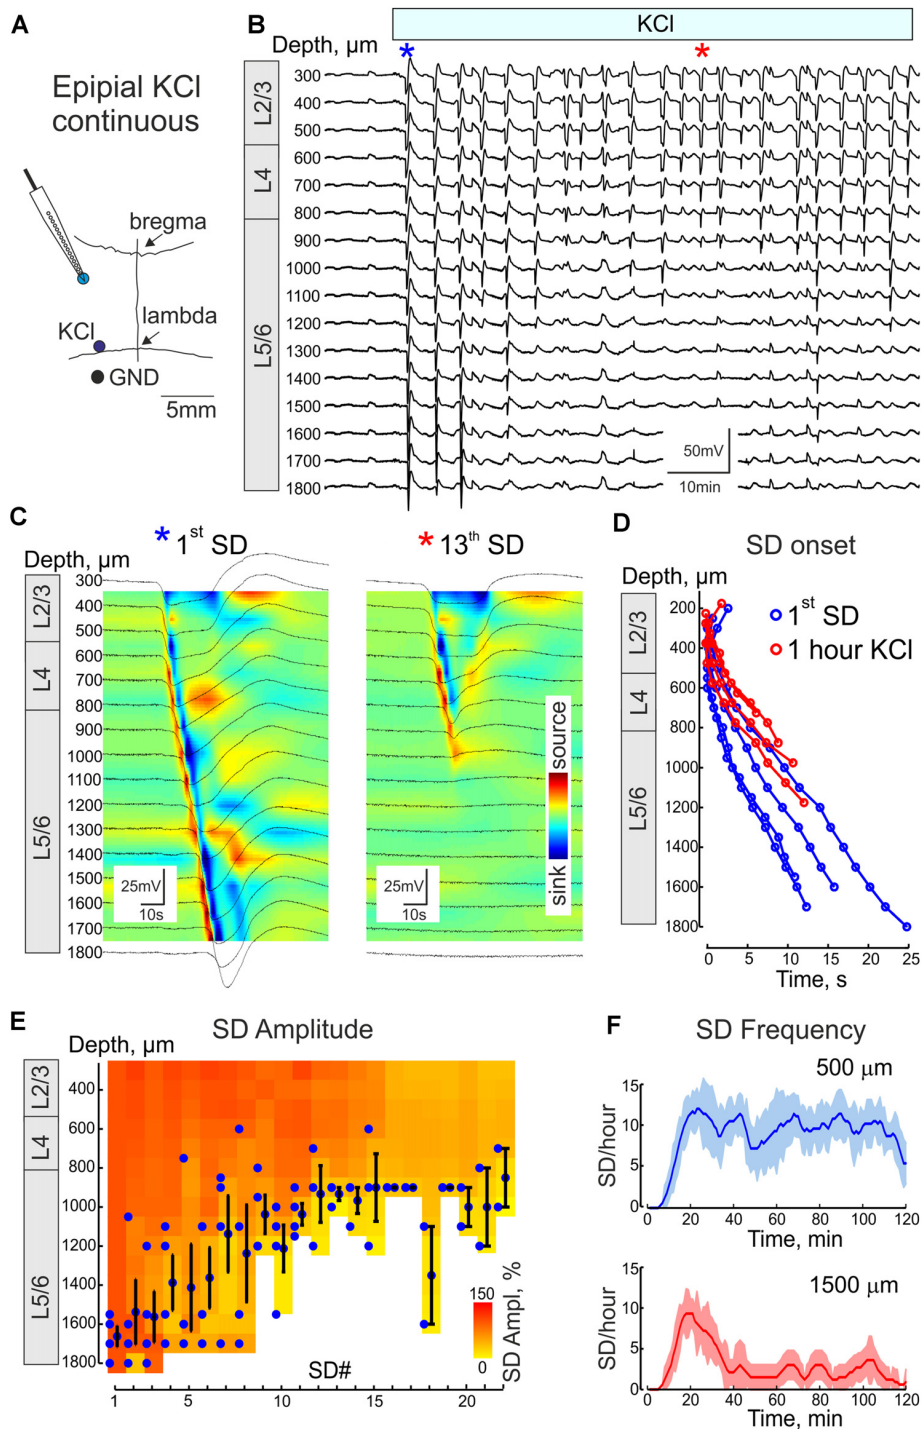 A
Epipial KCl
continuous
bregma
lambda
KCl
GND
5mm
B
KCl
Depth, µm
*
*
L2/3
L4
L5/6
300
400
500
600
700
800
900
1000
1100
1200
1300
1400
1500
1600
1700
1800
50mV
10min
C
* 1st SD
* 13th SD
Depth, µm
L2/3
L4
L5/6
300
400
500
600
700
800
900
1000
1100
1200
1300
1400
1500
1600
1700
1800
25mV
10s
25mV
10s
source
sink
D
SD onset
Depth, µm
L2/3
L4
L5/6
200
400
600
800
1000
1200
1400
1600
1800
1st SD
1 hour KCl
0 5 10 15 20 25
Time, s
E
SD Amplitude
Depth, µm
L2/3
L4
L5/6
400
600
800
1000
1200
1400
1600
1800
150
0
SD Ampl, %
SD#
1 5 10 15 20
F
SD Frequency
500 µm
SD/hour
15
10
5
0
0 20 40 60 80 100 120
Time, min
1500 µm
SD/hour
15
10
5
0
0 20 40 60 80 100 120
Time, min